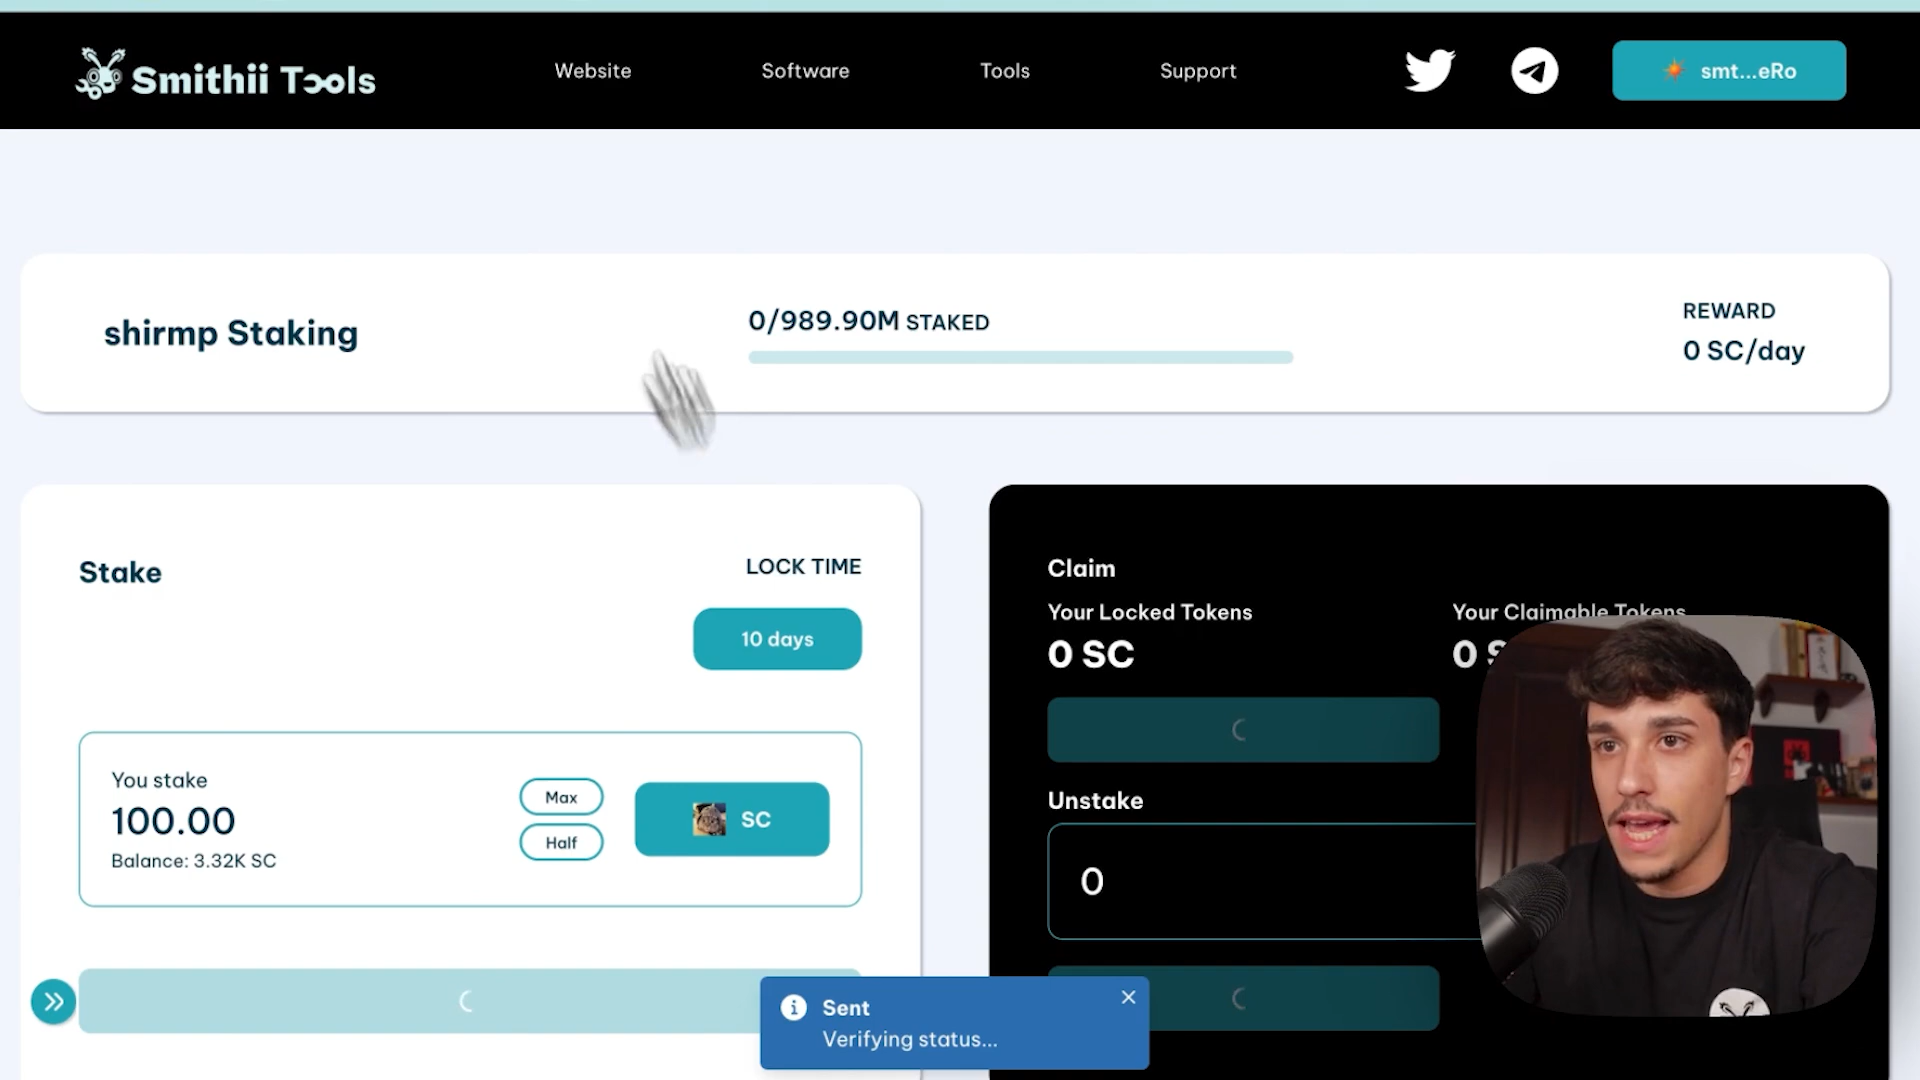 Smithii Tools
Website
Software
Tools
Support
smt...eRo
shirmp Staking
0/989.90M STAKED
REWARD
0 SC/day
Stake
LOCK TIME
10 days
You stake
100.00
Balance: 3.32K SC
Max
Half
SC
Claim
Your Locked Tokens
0 SC
Your Claimable Tokens
0 S
Unstake
0
Sent
Verifying status...